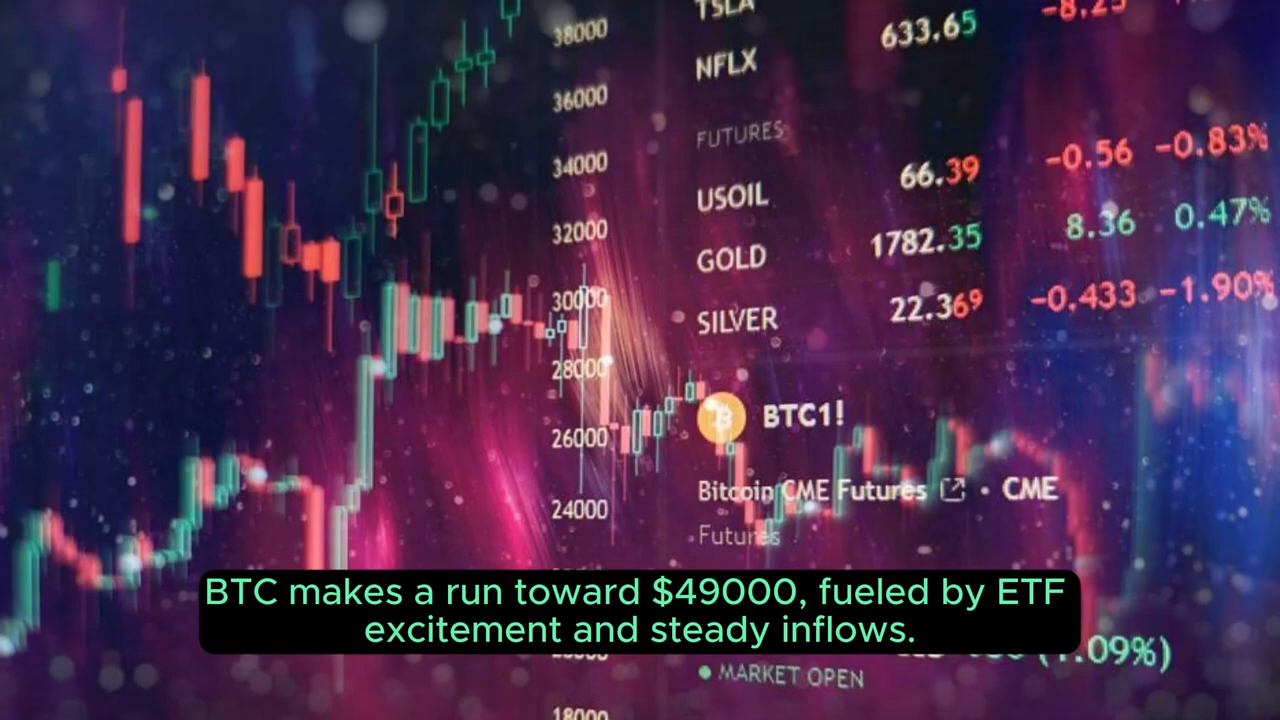 TSLA
-8.25
38000
633.65
NFLX
36000
FUTURES
34000
USOIL 66.39 -0.56 -0.83%
32000
GOLD 1782.35 8.36 0.47%
30000
SILVER 22.369 -0.433 -1.90%
28000
BTC1!
26000
Bitcoin CME Futures · CME
24000
Futures
BTC makes a run toward $49000, fueled by ETF
excitement and steady inflows.
.09%)
MARKET OPEN
18000